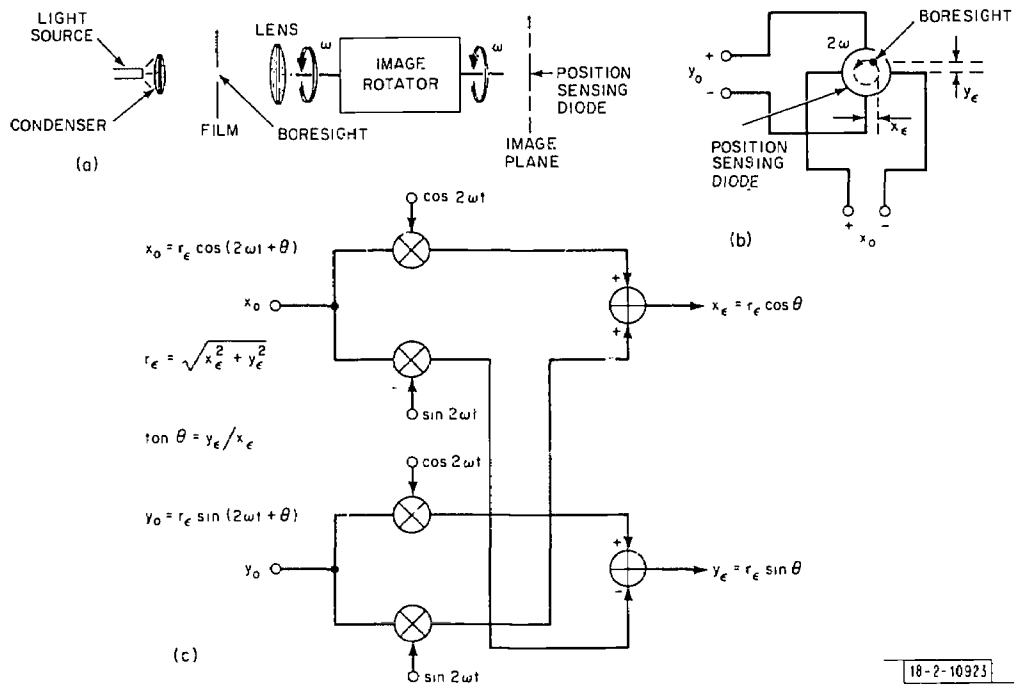 LIGHT
SOURCE
CONDENSER
(a)
FILM
BORESIGHT
LENS
ω
IMAGE
ROTATOR
ω
POSITION
SENSING
DIODE
IMAGE
PLANE
BORESIGHT
2ω
+
y₀
-
y_ϵ
x_ϵ
POSITION
SENSING
DIODE
+ x₀ -
(b)
cos 2ωt
x₀ = r_ϵ cos (2ωt + θ)
x₀
+
+
x_ϵ = r_ϵ cos θ
r_ϵ = √(x_ϵ² + y_ϵ²)
-
sin 2ωt
tan θ = y_ϵ/x_ϵ
cos 2ωt
y₀ = r_ϵ sin (2ωt + θ)
y₀
+
-
y_ϵ = r_ϵ sin θ
(c)
sin 2ωt
18-2-10923